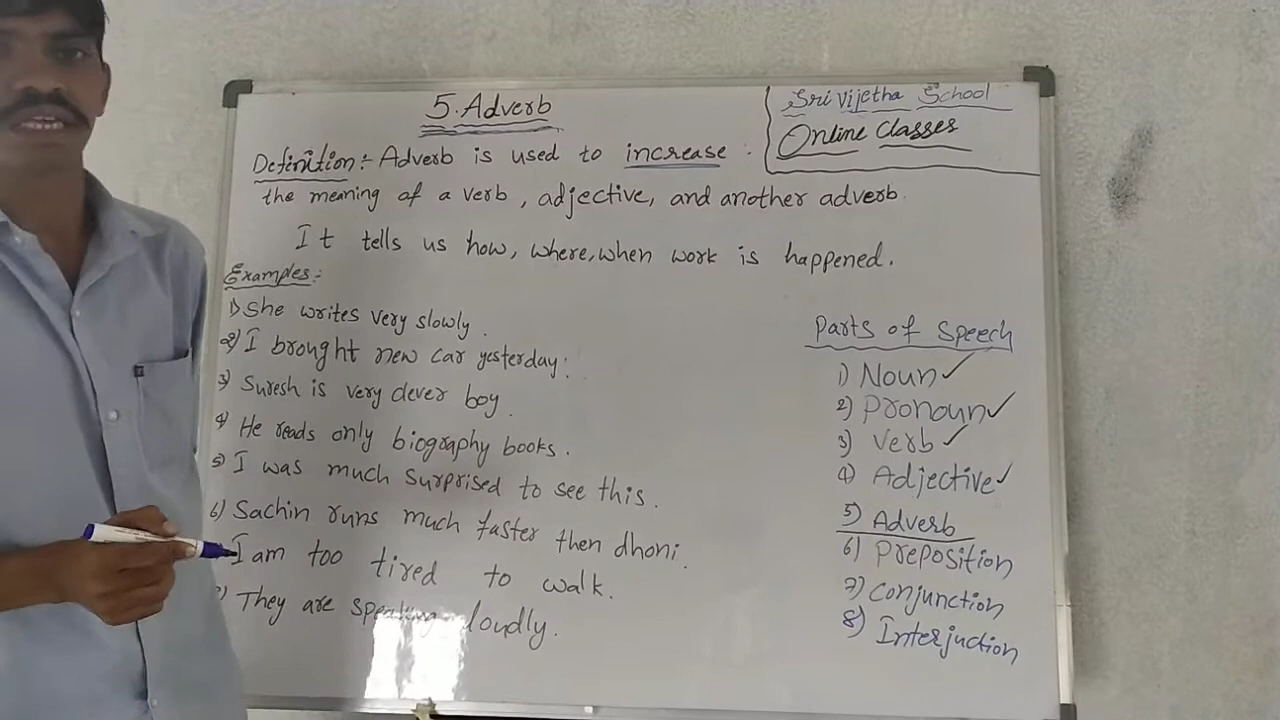 5. Adverb
Sri Vijetha School
Online Classes
Definition:- Adverb is used to increase
the meaning of a verb, adjective, and another adverb.
It tells us how, where, when work is happened.
Examples:-
1) She writes very slowly.
2) I brought new car yesterday.
3) Suresh is very clever boy.
4) He reads only biography books.
5) I was much surprised to see this.
6) Sachin runs much faster then dhoni.
I am too tired to walk.
They are speaking loudly.
Parts of Speech
1) Noun ✓
2) Pronoun ✓
3) Verb ✓
4) Adjective ✓
5) Adverb
6) Preposition
7) Conjunction
8) Interjuction